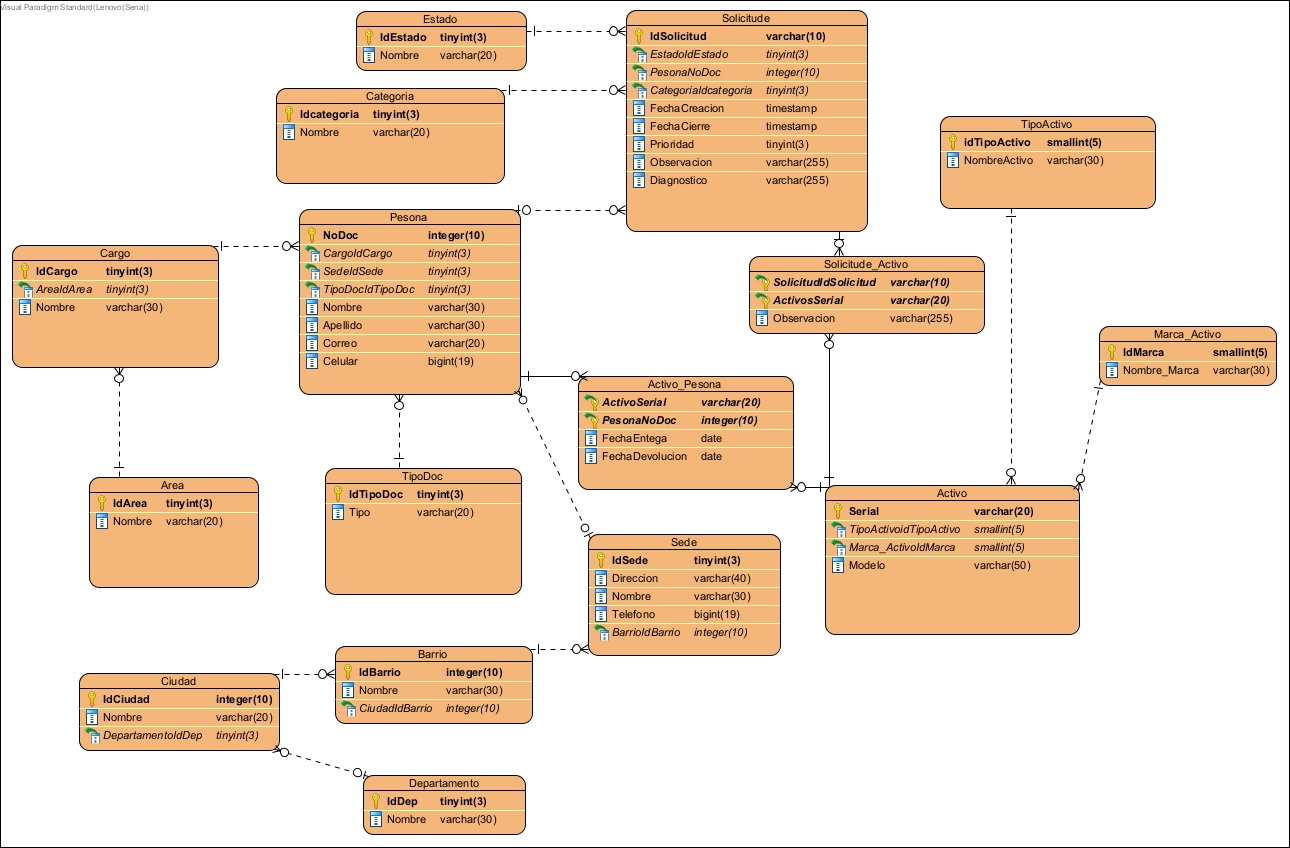 Visual Paradigm Standard(Lenovo(Sena))
Estado
IdEstado tinyint(3)
Nombre varchar(20)
Solicitude
IdSolicitud varchar(10)
EstadoIdEstado tinyint(3)
PesonaNoDoc integer(10)
CategoriaIdcategoria tinyint(3)
FechaCreacion timestamp
FechaCierre timestamp
Prioridad tinyint(3)
Observacion varchar(255)
Diagnostico varchar(255)
Categoria
Idcategoria tinyint(3)
Nombre varchar(20)
TipoActivo
idTipoActivo smallint(5)
NombreActivo varchar(30)
Pesona
NoDoc integer(10)
CargoIdCargo tinyint(3)
SedeIdSede tinyint(3)
TipoDocIdTipoDoc tinyint(3)
Nombre varchar(30)
Apellido varchar(30)
Correo varchar(20)
Celular bigint(19)
Cargo
IdCargo tinyint(3)
AreaIdArea tinyint(3)
Nombre varchar(30)
Solicitude_Activo
SolicitudIdSolicitud varchar(10)
ActivosSerial varchar(20)
Observacion varchar(255)
Marca_Activo
IdMarca smallint(5)
Nombre_Marca varchar(30)
Activo_Pesona
ActivoSerial varchar(20)
PesonaNoDoc integer(10)
FechaEntega date
FechaDevolucion date
Area
IdArea tinyint(3)
Nombre varchar(20)
TipoDoc
IdTipoDoc tinyint(3)
Tipo varchar(20)
Activo
Serial varchar(20)
TipoActivoidTipoActivo smallint(5)
Marca_ActivoIdMarca smallint(5)
Modelo varchar(50)
Sede
IdSede tinyint(3)
Direccion varchar(40)
Nombre varchar(30)
Telefono bigint(19)
BarrioIdBarrio integer(10)
Barrio
IdBarrio integer(10)
Nombre varchar(30)
CiudadIdBarrio integer(10)
Ciudad
IdCiudad integer(10)
Nombre varchar(20)
DepartamentoIdDep tinyint(3)
Departamento
IdDep tinyint(3)
Nombre varchar(30)